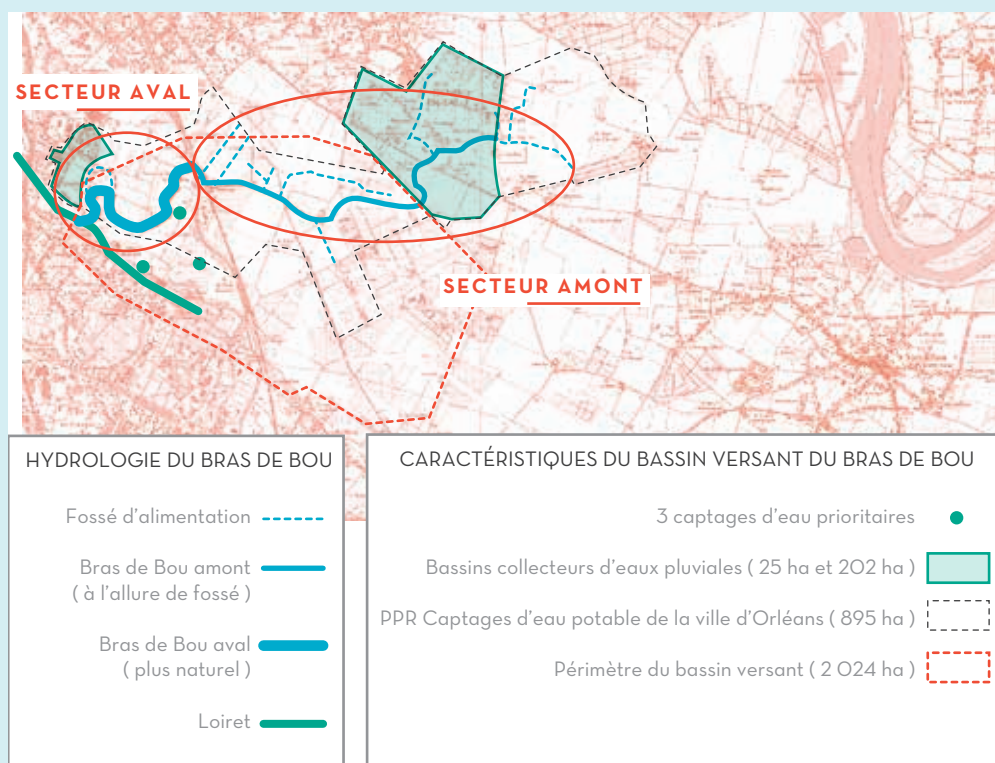 SECTEUR AVAL
SECTEUR AMONT
HYDROLOGIE DU BRAS DE BOU
Fossé d'alimentation
Bras de Bou amont
( à l'allure de fossé )
Bras de Bou aval
( plus naturel )
Loiret
CARACTÉRISTIQUES DU BASSIN VERSANT DU BRAS DE BOU
3 captages d'eau prioritaires
Bassins collecteurs d'eaux pluviales ( 25 ha et 202 ha )
PPR Captages d'eau potable de la ville d'Orléans ( 895 ha )
Périmètre du bassin versant ( 2 024 ha )